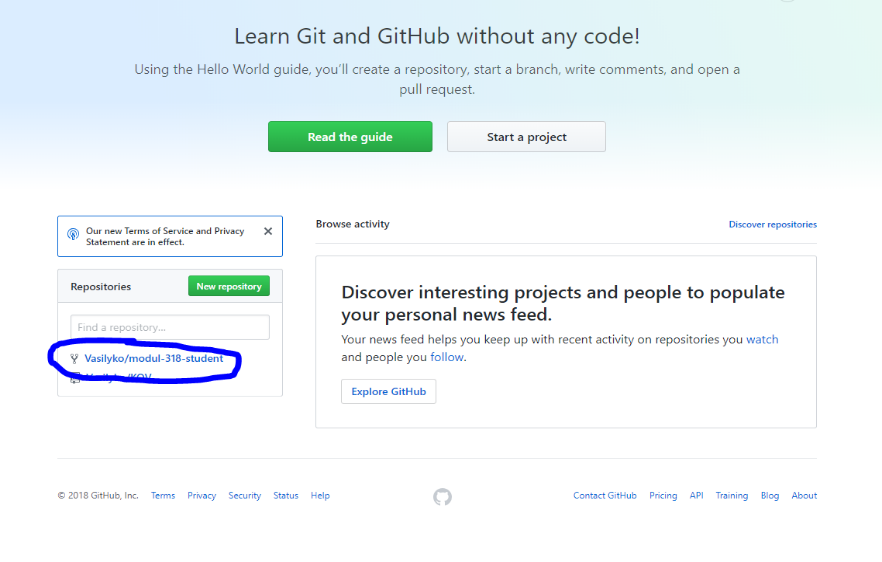 Learn Git and GitHub without any code!
Using the Hello World guide, you’ll create a repository, start a branch, write comments, and open a
pull request.
Read the guide
Start a project
Our new Terms of Service and Privacy
Statement are in effect.
Repositories
New repository
Find a repository...
Vasilyko/modul-318-student
Browse activity
Discover repositories
Discover interesting projects and people to populate
your personal news feed.
Your news feed helps you keep up with recent activity on repositories you watch
and people you follow.
Explore GitHub
© 2018 GitHub, Inc.
Terms
Privacy
Security
Status
Help
Contact GitHub
Pricing
API
Training
Blog
About